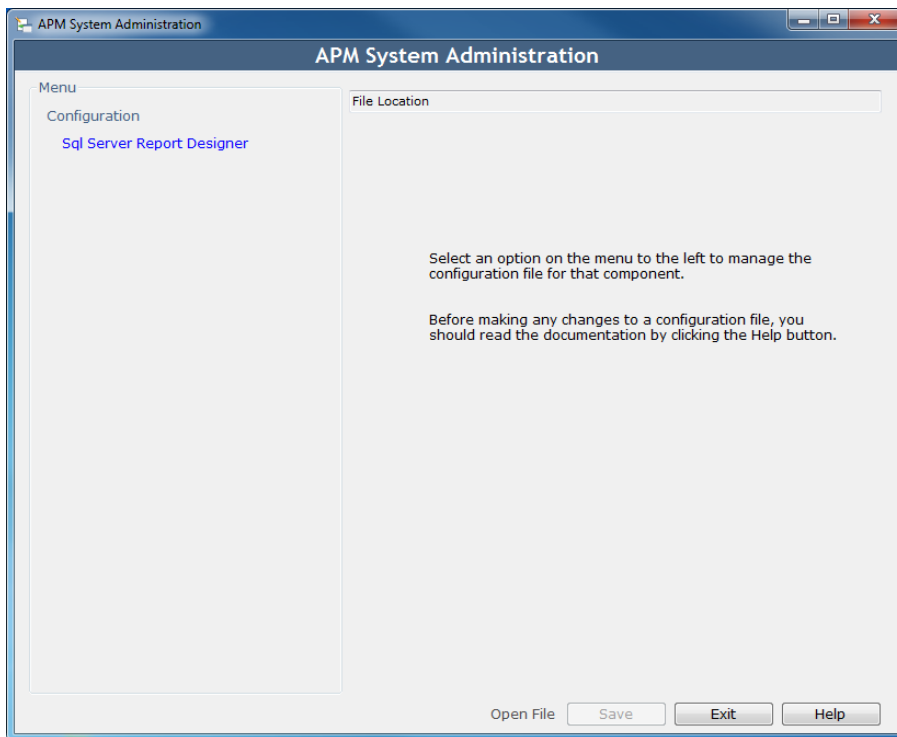 APM System Administration
APM System Administration
Menu
Configuration
Sql Server Report Designer
File Location
Select an option on the menu to the left to manage the
configuration file for that component.
Before making any changes to a configuration file, you
should read the documentation by clicking the Help button.
Open File Save Exit Help